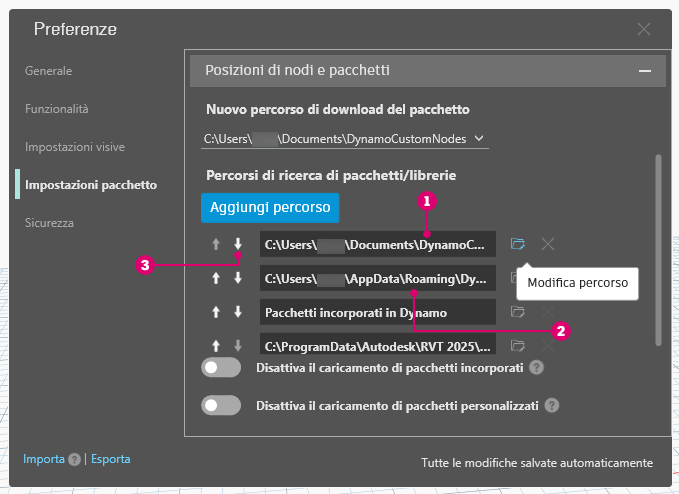 Preferenze
Generale
Funzionalità
Impostazioni visive
Impostazioni pacchetto
Sicurezza
Posizioni di nodi e pacchetti
Nuovo percorso di download del pacchetto
C:\Users\ \Documents\DynamoCustomNodes
Percorsi di ricerca di pacchetti/librerie
Aggiungi percorso
1
C:\Users\ \Documents\DynamoC...
3
C:\Users\ \AppData\Roaming\Dy...
Modifica percorso
Pacchetti incorporati in Dynamo
2
C:\ProgramData\Autodesk\RVT 2025\...
Disattiva il caricamento di pacchetti incorporati ?
Disattiva il caricamento di pacchetti personalizzati ?
Importa ? | Esporta
Tutte le modifiche salvate automaticamente